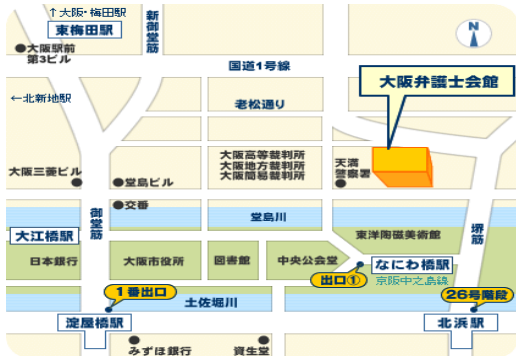 ↑大阪・梅田駅
東梅田駅
新御堂筋
N
●大阪駅前
第3ビル
国道1号線
大阪弁護士会館
←北新地駅
老松通り
大阪高等裁判所
大阪地方裁判所
大阪簡易裁判所
天満
警察署
大阪三菱ビル
●堂島ビル
●交番
御堂筋
堂島川
堺筋
大江橋駅
東洋陶磁美術館
日本銀行
大阪市役所
図書館
中央公会堂
なにわ橋駅
京阪中之島線
出口①
1番出口
土佐堀川
26号階段
淀屋橋駅
北浜駅
みずほ銀行
資生堂